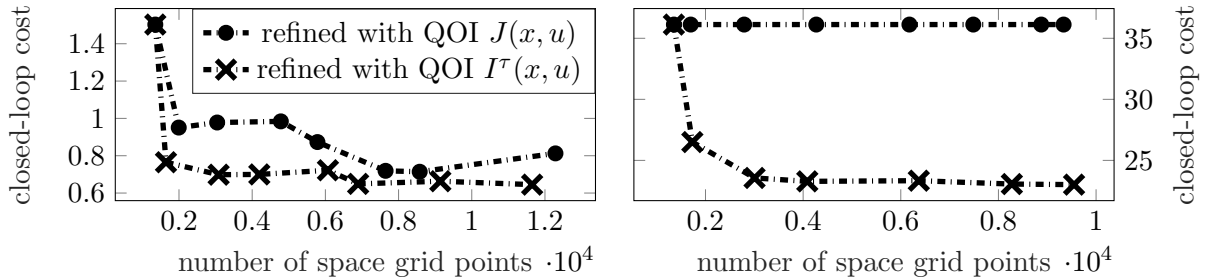 closed-loop cost
1.4
1.2
1
0.8
0.6
refined with QOI J(x, u)
refined with QOI I^τ(x, u)
0.2 0.4 0.6 0.8 1 1.2
number of space grid points ·10^4
35
30
25
closed-loop cost
0.2 0.4 0.6 0.8 1
number of space grid points ·10^4